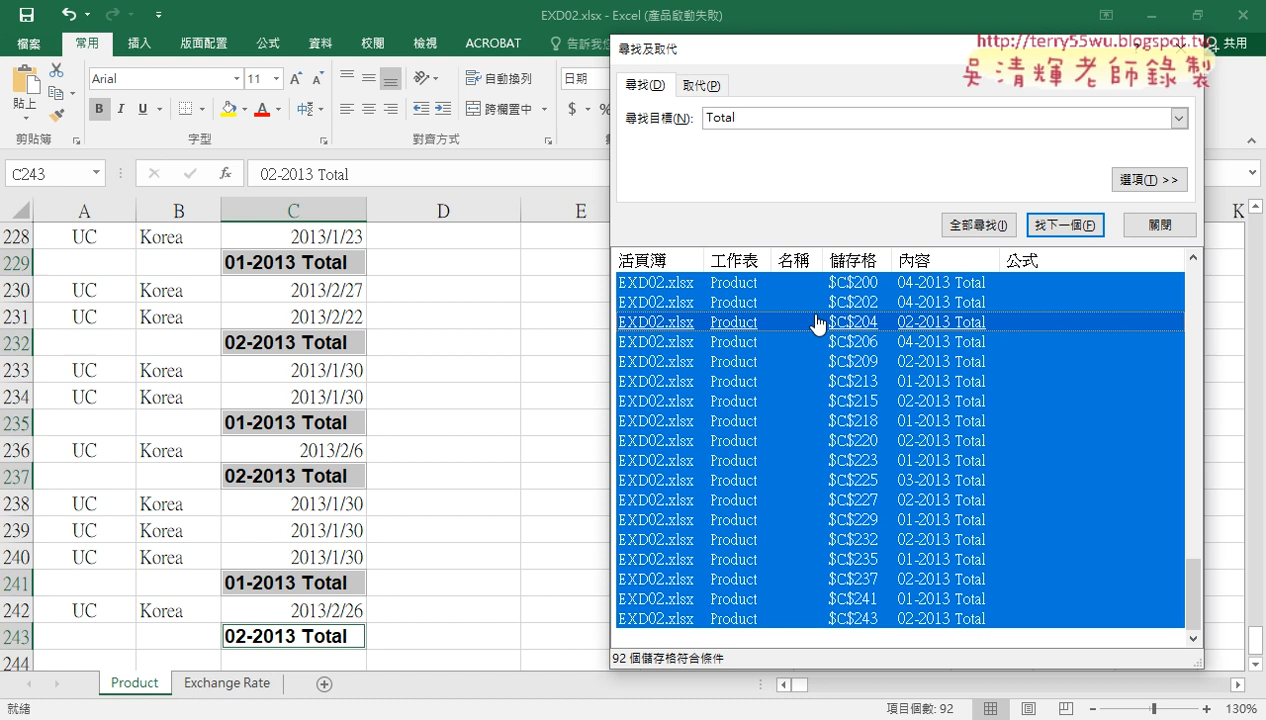 EXD02.xlsx - Excel (產品啟動失敗)
檔案 常用 插入 版面配置 公式 資料 校閱 檢視 ACROBAT 共用
http://terry55wu.blogspot.tw
吳清輝老師錄製
貼上
Arial 11 自動換列 日期
B I U A 中 跨欄置中 $ %
剪貼簿 字型 對齊方式
C243 fx 02-2013 Total
A B C D E K
228 UC Korea 2013/1/23
229 01-2013 Total
230 UC Korea 2013/2/27
231 UC Korea 2013/2/22
232 02-2013 Total
233 UC Korea 2013/1/30
234 UC Korea 2013/1/30
235 01-2013 Total
236 UC Korea 2013/2/6
237 02-2013 Total
238 UC Korea 2013/1/30
239 UC Korea 2013/1/30
240 UC Korea 2013/1/30
241 01-2013 Total
242 UC Korea 2013/2/26
243 02-2013 Total
244
尋找及取代
尋找(D) 取代(P)
尋找目標(N): Total
選項(T) >>
全部尋找(I) 找下一個(F) 關閉
活頁簿 工作表 名稱 儲存格 內容 公式
EXD02.xlsx Product $C$200 04-2013 Total
EXD02.xlsx Product $C$202 04-2013 Total
EXD02.xlsx Product $C$204 02-2013 Total
EXD02.xlsx Product $C$206 04-2013 Total
EXD02.xlsx Product $C$209 02-2013 Total
EXD02.xlsx Product $C$213 01-2013 Total
EXD02.xlsx Product $C$215 02-2013 Total
EXD02.xlsx Product $C$218 01-2013 Total
EXD02.xlsx Product $C$220 02-2013 Total
EXD02.xlsx Product $C$223 01-2013 Total
EXD02.xlsx Product $C$225 03-2013 Total
EXD02.xlsx Product $C$227 02-2013 Total
EXD02.xlsx Product $C$229 01-2013 Total
EXD02.xlsx Product $C$232 02-2013 Total
EXD02.xlsx Product $C$235 01-2013 Total
EXD02.xlsx Product $C$237 02-2013 Total
EXD02.xlsx Product $C$241 01-2013 Total
EXD02.xlsx Product $C$243 02-2013 Total
92 個儲存格符合條件
Product Exchange Rate
就緒 項目個數: 92 130%